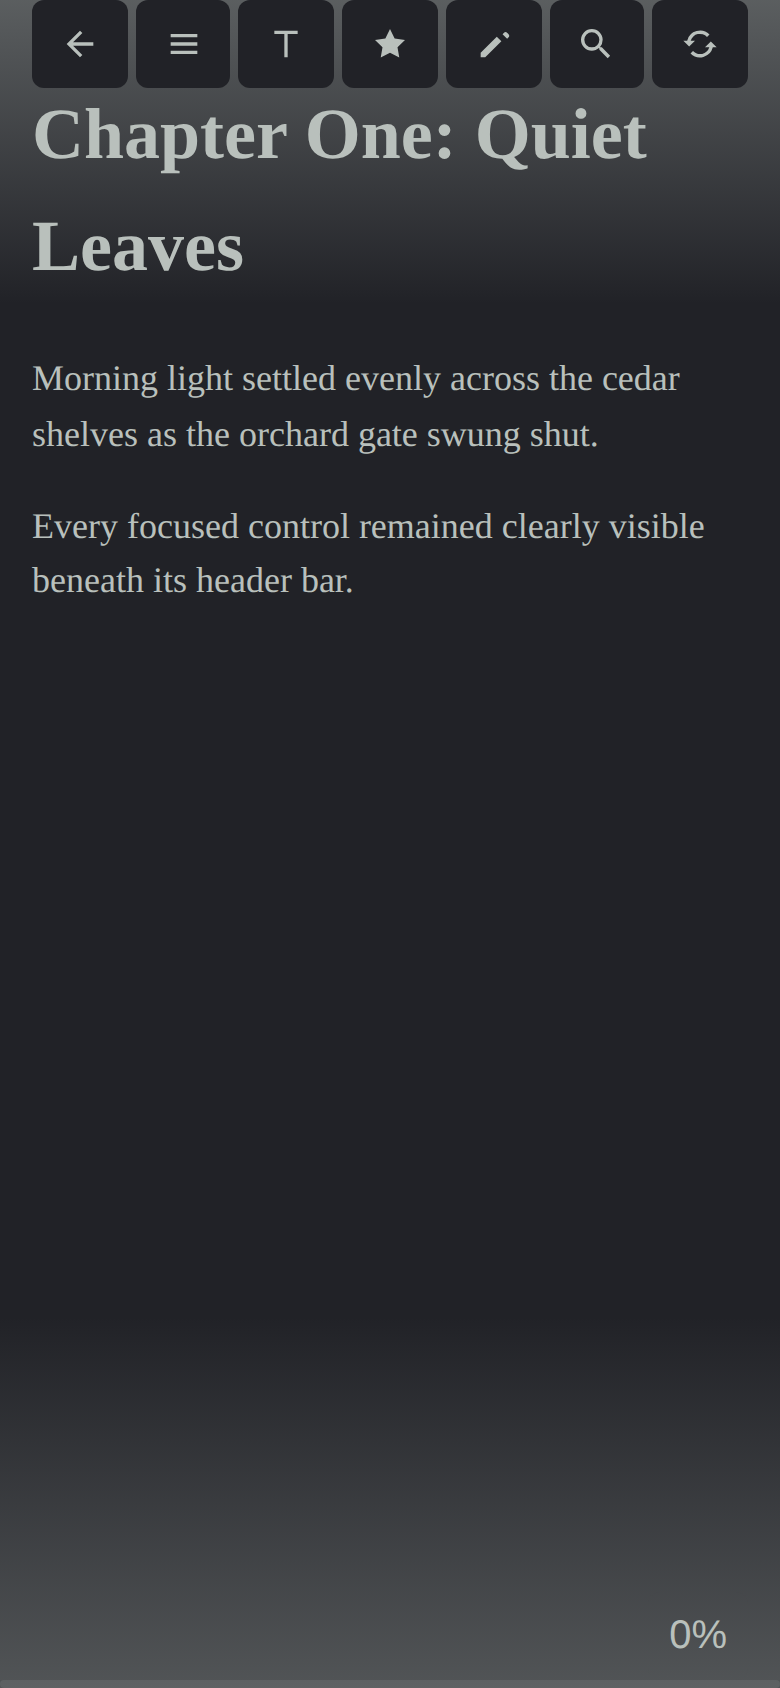 Chapter One: Quiet
Leaves
Morning light settled evenly across the cedar
shelves as the orchard gate swung shut.
Every focused control remained clearly visible
beneath its header bar.
0%